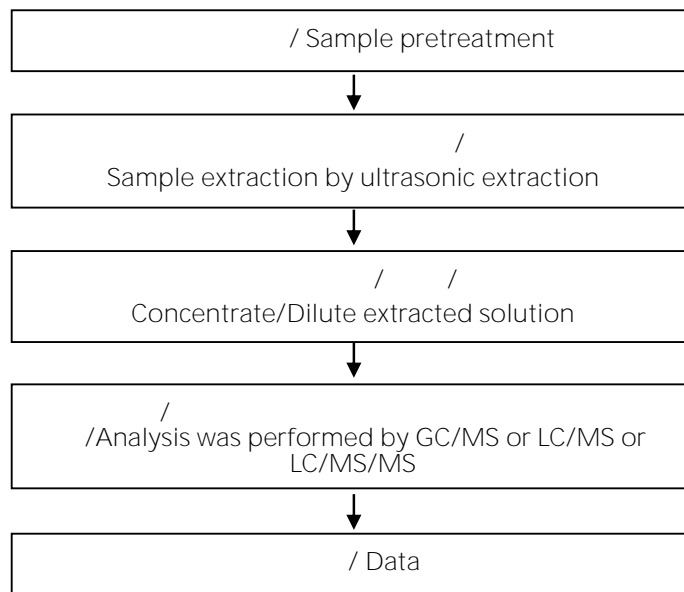 / Sample pretreatment
/
Sample extraction by ultrasonic extraction
/ /
Concentrate/Dilute extracted solution
/
/Analysis was performed by GC/MS or LC/MS or
LC/MS/MS
/ Data